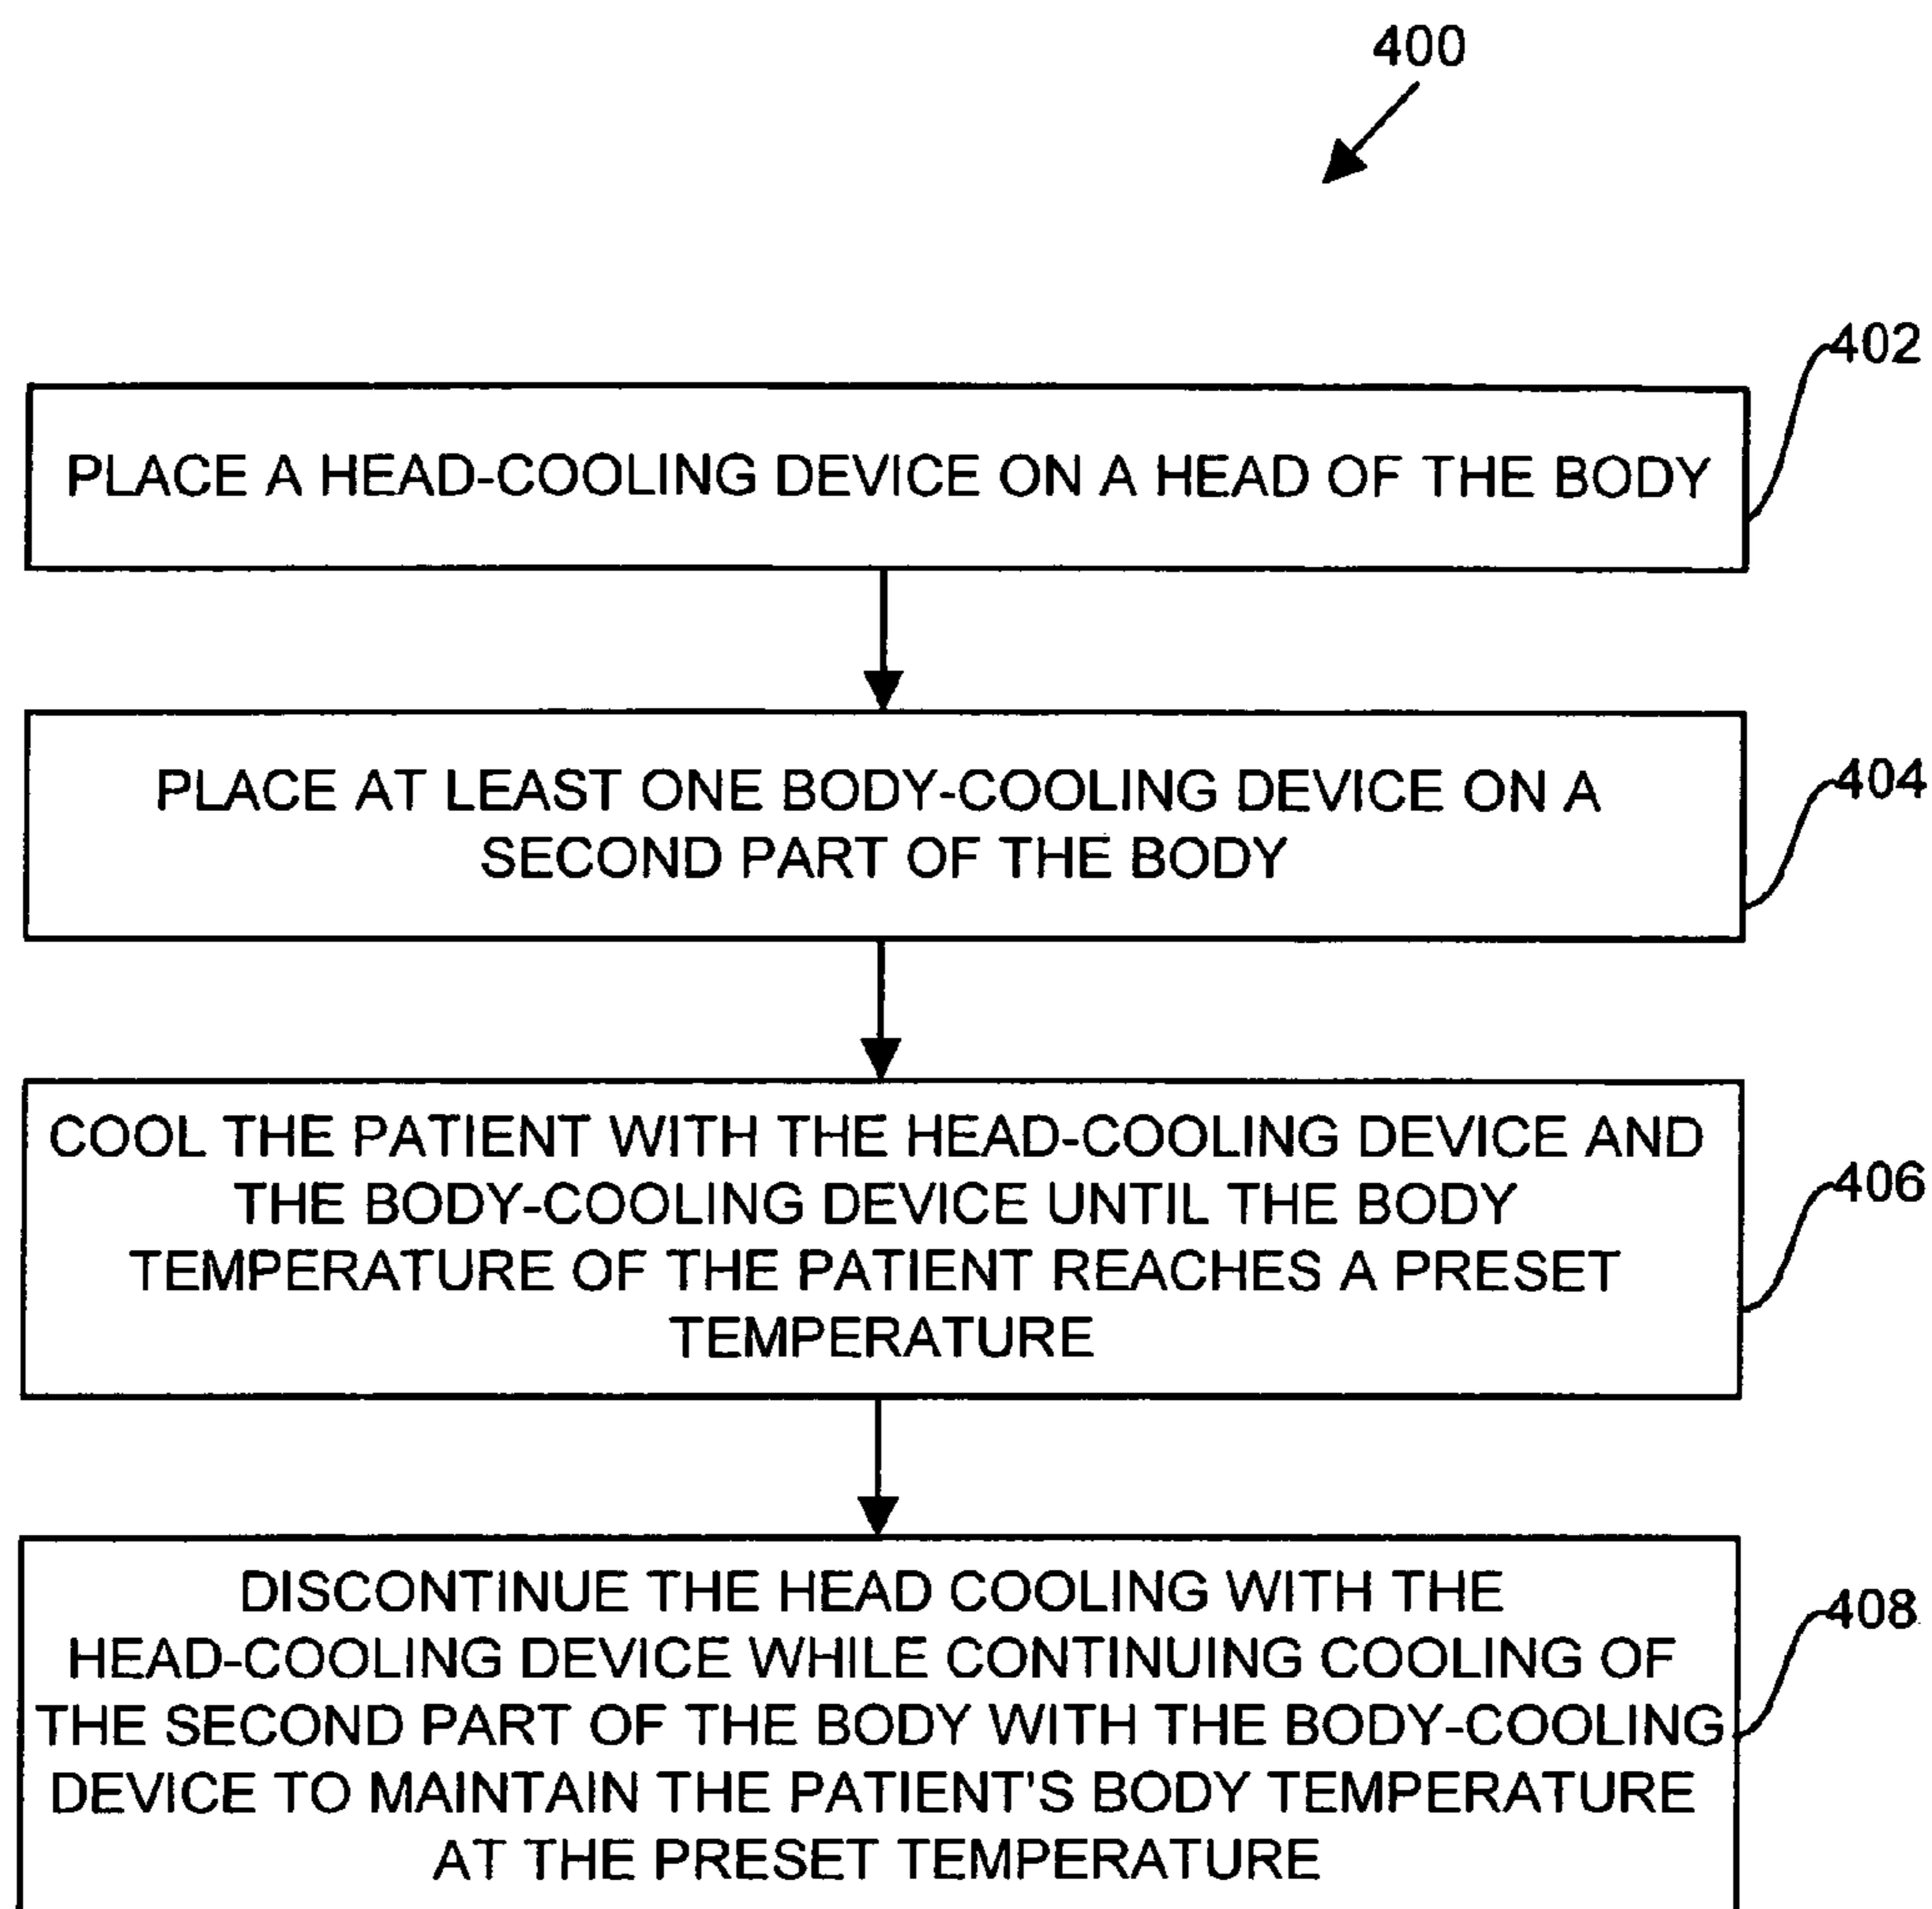 400
402
PLACE A HEAD-COOLING DEVICE ON A HEAD OF THE BODY
404
PLACE AT LEAST ONE BODY-COOLING DEVICE ON A
SECOND PART OF THE BODY
406
COOL THE PATIENT WITH THE HEAD-COOLING DEVICE AND
THE BODY-COOLING DEVICE UNTIL THE BODY
TEMPERATURE OF THE PATIENT REACHES A PRESET
TEMPERATURE
408
DISCONTINUE THE HEAD COOLING WITH THE
HEAD-COOLING DEVICE WHILE CONTINUING COOLING OF
THE SECOND PART OF THE BODY WITH THE BODY-COOLING
DEVICE TO MAINTAIN THE PATIENT'S BODY TEMPERATURE
AT THE PRESET TEMPERATURE